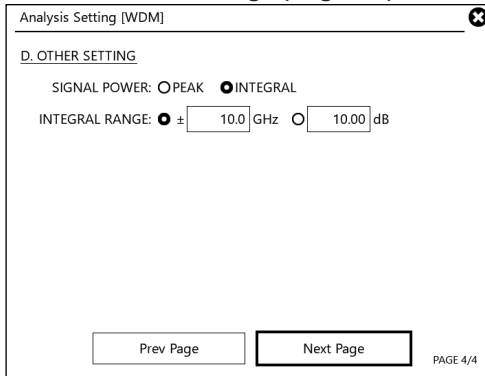 Analysis Setting [WDM]
D. OTHER SETTING
SIGNAL POWER: PEAK INTEGRAL
INTEGRAL RANGE: ± 10.0 GHz 10.00 dB
Prev Page Next Page
PAGE 4/4